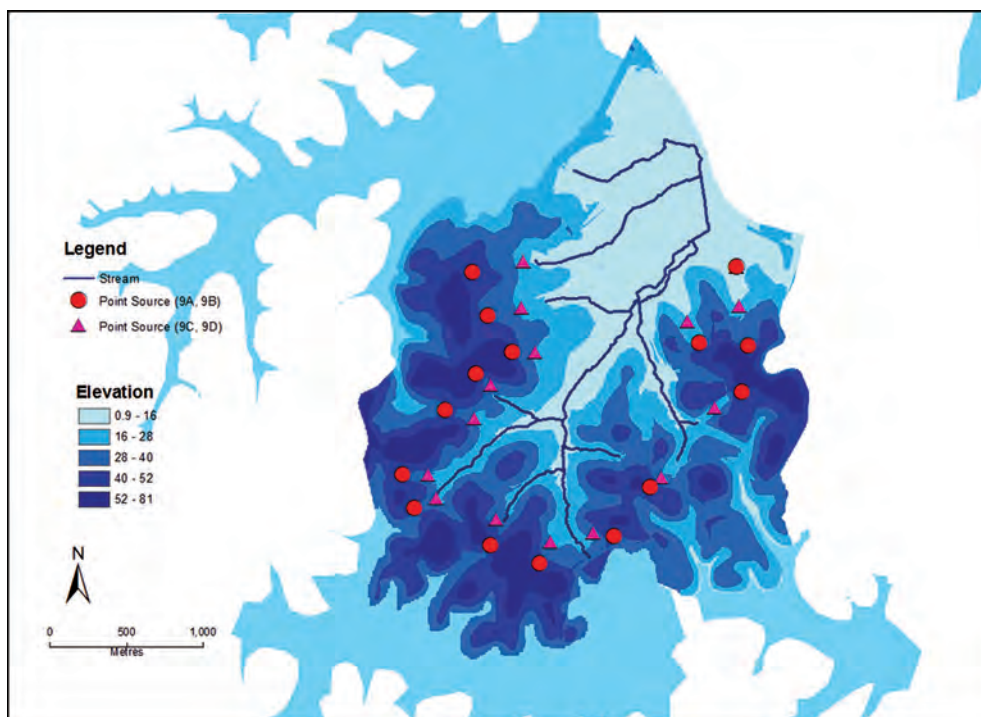 Legend
Stream
Point Source (9A, 9B)
Point Source (9C, 9D)
Elevation
0.9 - 16
16 - 28
28 - 40
40 - 52
52 - 81
N
0 500 1,000
Metres